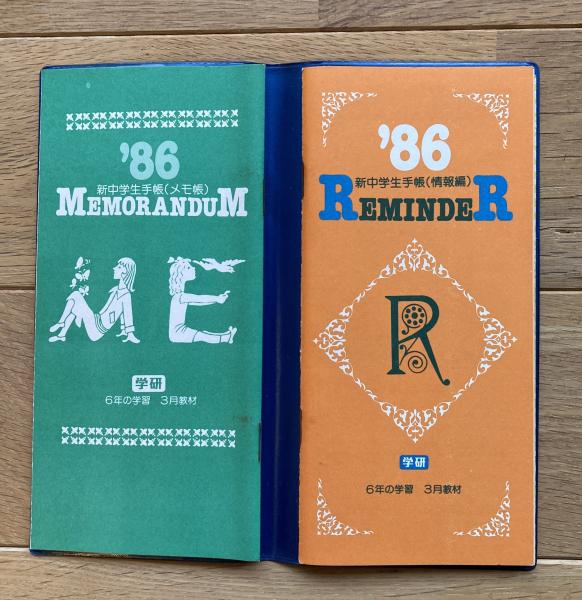 '86
新中学生手帳(メモ帳)
MEMORANDUM
ME
学研
6年の学習 3月教材
'86
新中学生手帳(情報編)
REMINDER
R
学研
6年の学習 3月教材